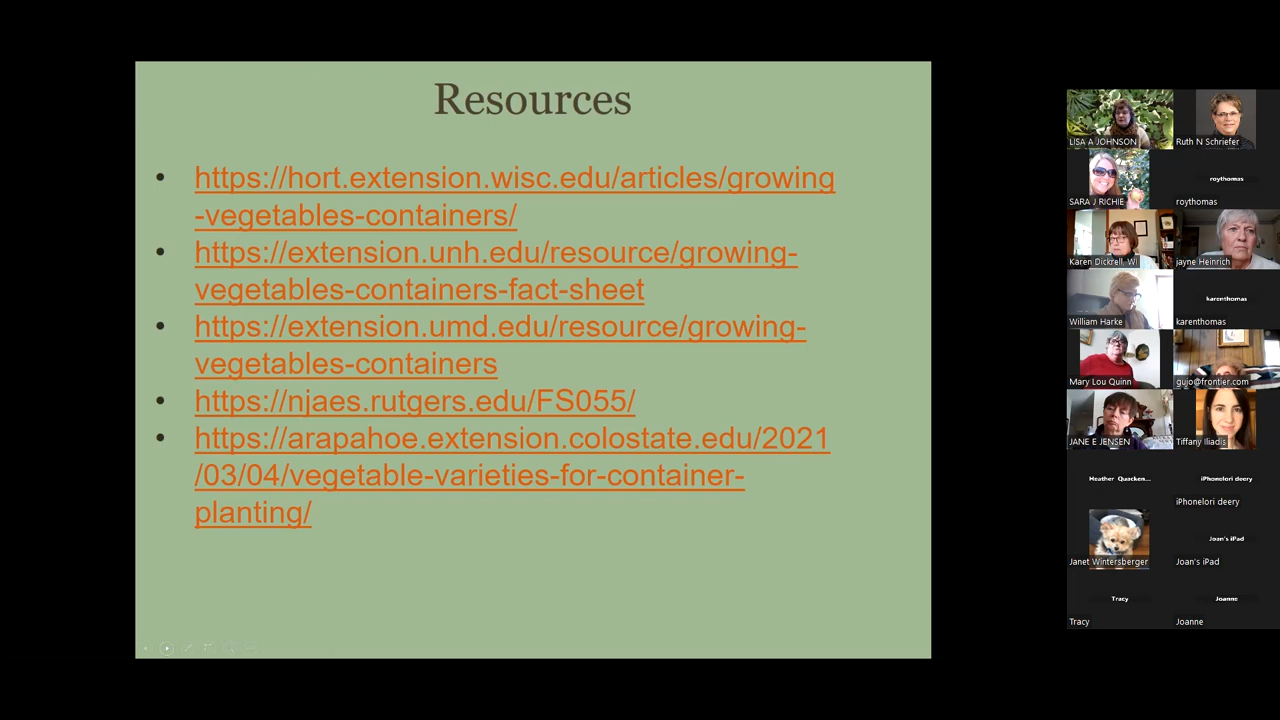 Resources
• https://hort.extension.wisc.edu/articles/growing
-vegetables-containers/
• https://extension.unh.edu/resource/growing-
vegetables-containers-fact-sheet
• https://extension.umd.edu/resource/growing-
vegetables-containers
• https://njaes.rutgers.edu/FS055/
• https://arapahoe.extension.colostate.edu/2021
/03/04/vegetable-varieties-for-container-
planting/
LISA A JOHNSON
Ruth N Schriefer
SARA J RICHIE
roythomas
roythomas
Karen Dickrell, WI
jayne Heinrich
William Harke
karenthomas
karenthomas
Mary Lou Quinn
gujo@frontier.com
JANE E JENSEN
Tiffany Iliadis
Heather Quacken...
iPhonelori deery
iPhonelori deery
Janet Wintersberger
Joan's iPad
Joan's iPad
Tracy
Joanne
Tracy
Joanne